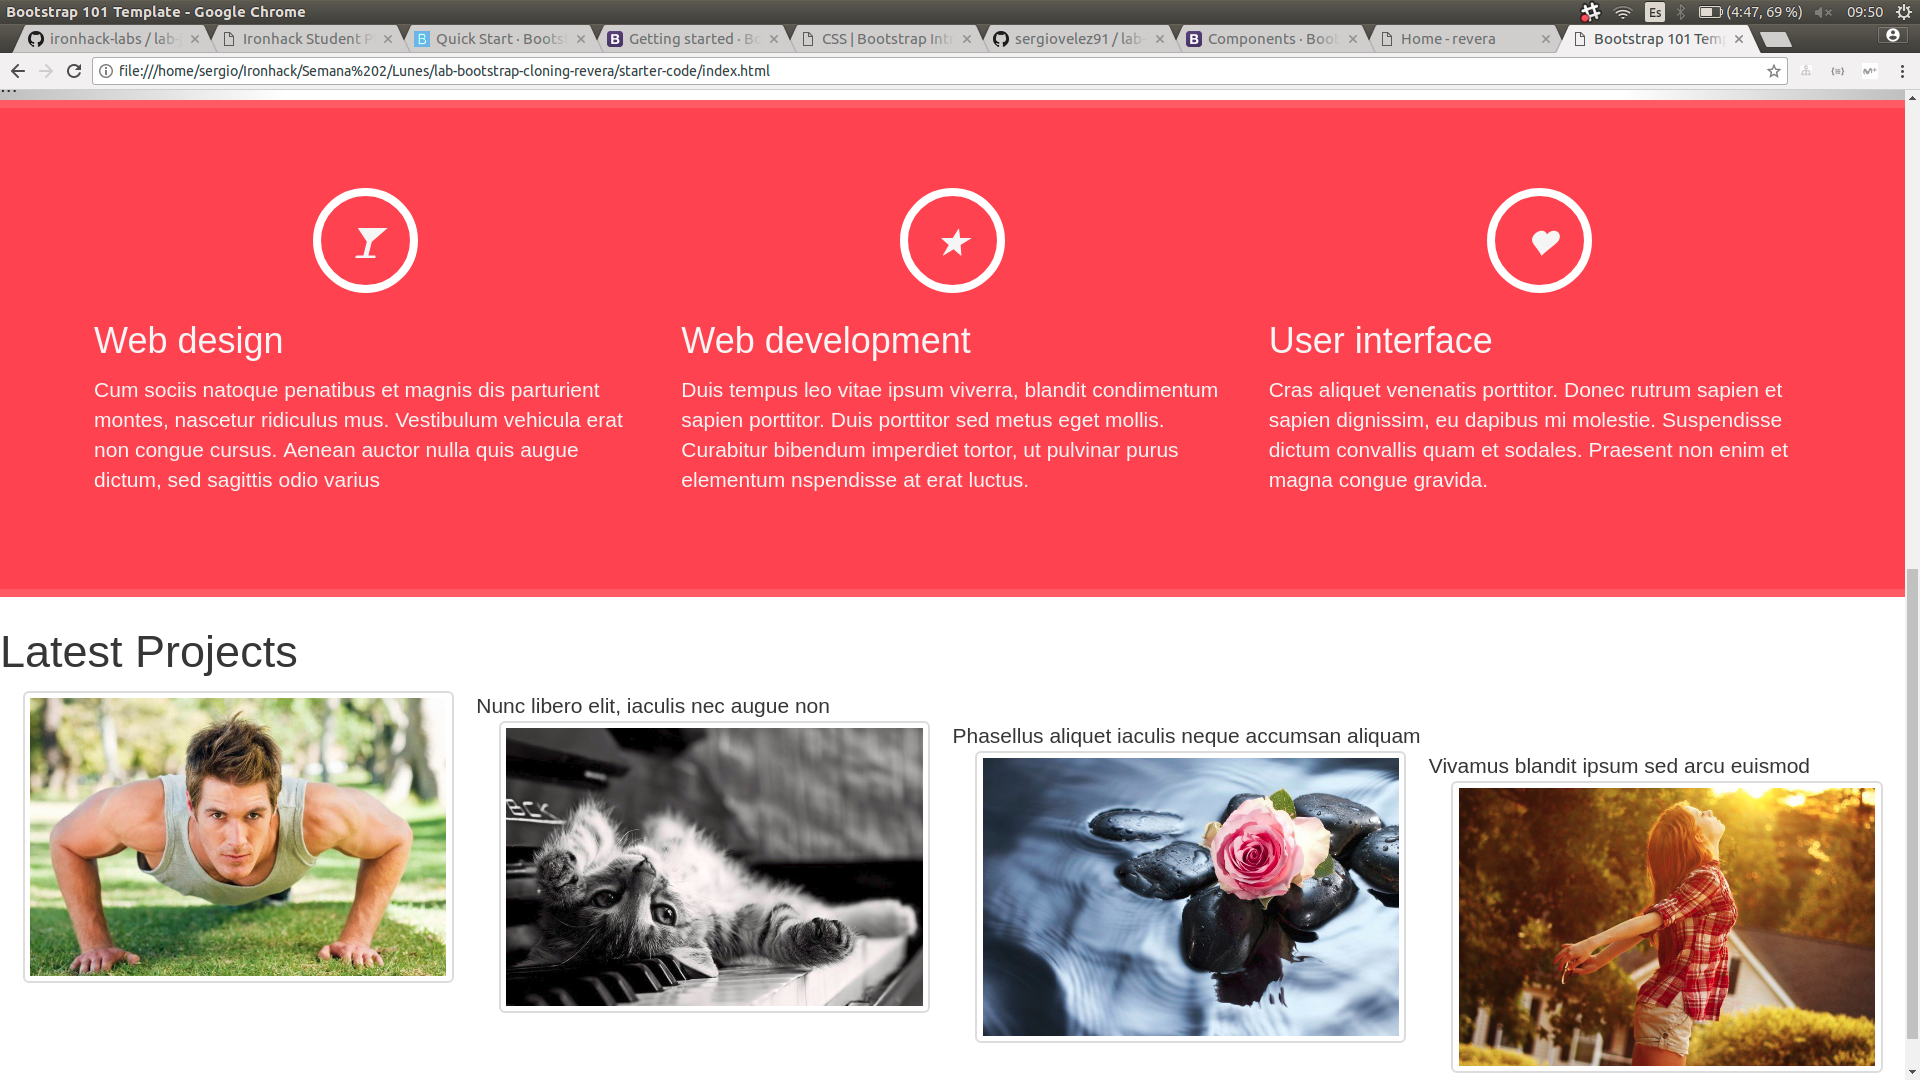 Bootstrap 101 Template - Google Chrome
Es
(4:47, 69 %)
09:50
ironhack-labs / lab-
Ironhack Student P
Quick Start · Boots
Getting started · Bo
CSS | Bootstrap Int
sergiovelez91 / lab-
Components · Boot
Home - revera
Bootstrap 101 Temp
file:///home/sergio/Ironhack/Semana%202/Lunes/lab-bootstrap-cloning-revera/starter-code/index.html
...
Web design
Cum sociis natoque penatibus et magnis dis parturient
montes, nascetur ridiculus mus. Vestibulum vehicula erat
non congue cursus. Aenean auctor nulla quis augue
dictum, sed sagittis odio varius
Web development
Duis tempus leo vitae ipsum viverra, blandit condimentum
sapien porttitor. Duis porttitor sed metus eget mollis.
Curabitur bibendum imperdiet tortor, ut pulvinar purus
elementum nspendisse at erat luctus.
User interface
Cras aliquet venenatis porttitor. Donec rutrum sapien et
sapien dignissim, eu dapibus mi molestie. Suspendisse
dictum convallis quam et sodales. Praesent non enim et
magna congue gravida.
Latest Projects
Nunc libero elit, iaculis nec augue non
Phasellus aliquet iaculis neque accumsan aliquam
Vivamus blandit ipsum sed arcu euismod